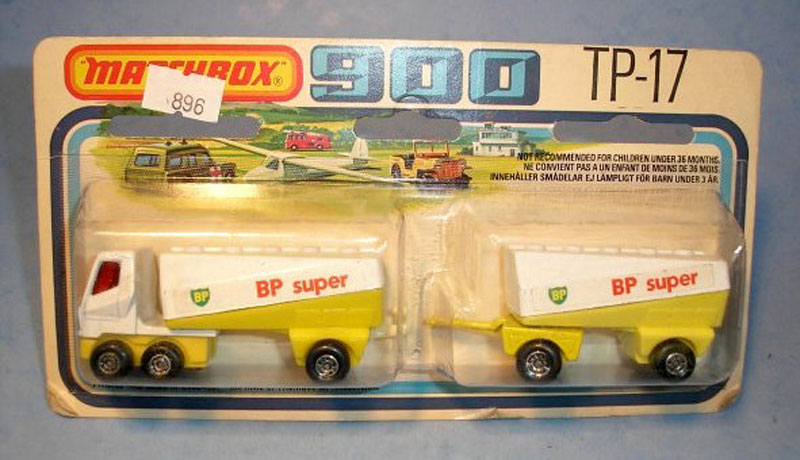 MATCHBOX®
900
TP-17
896
NOT RECOMMENDED FOR CHILDREN UNDER 36 MONTHS.
NE CONVIENT PAS A UN ENFANT DE MOINS DE 36 MOIS
INNEHÅLLER SMÅDELAR EJ LÄMPLIGT FÖR BARN UNDER 3 ÅR.
BP
BP super
BP
BP super